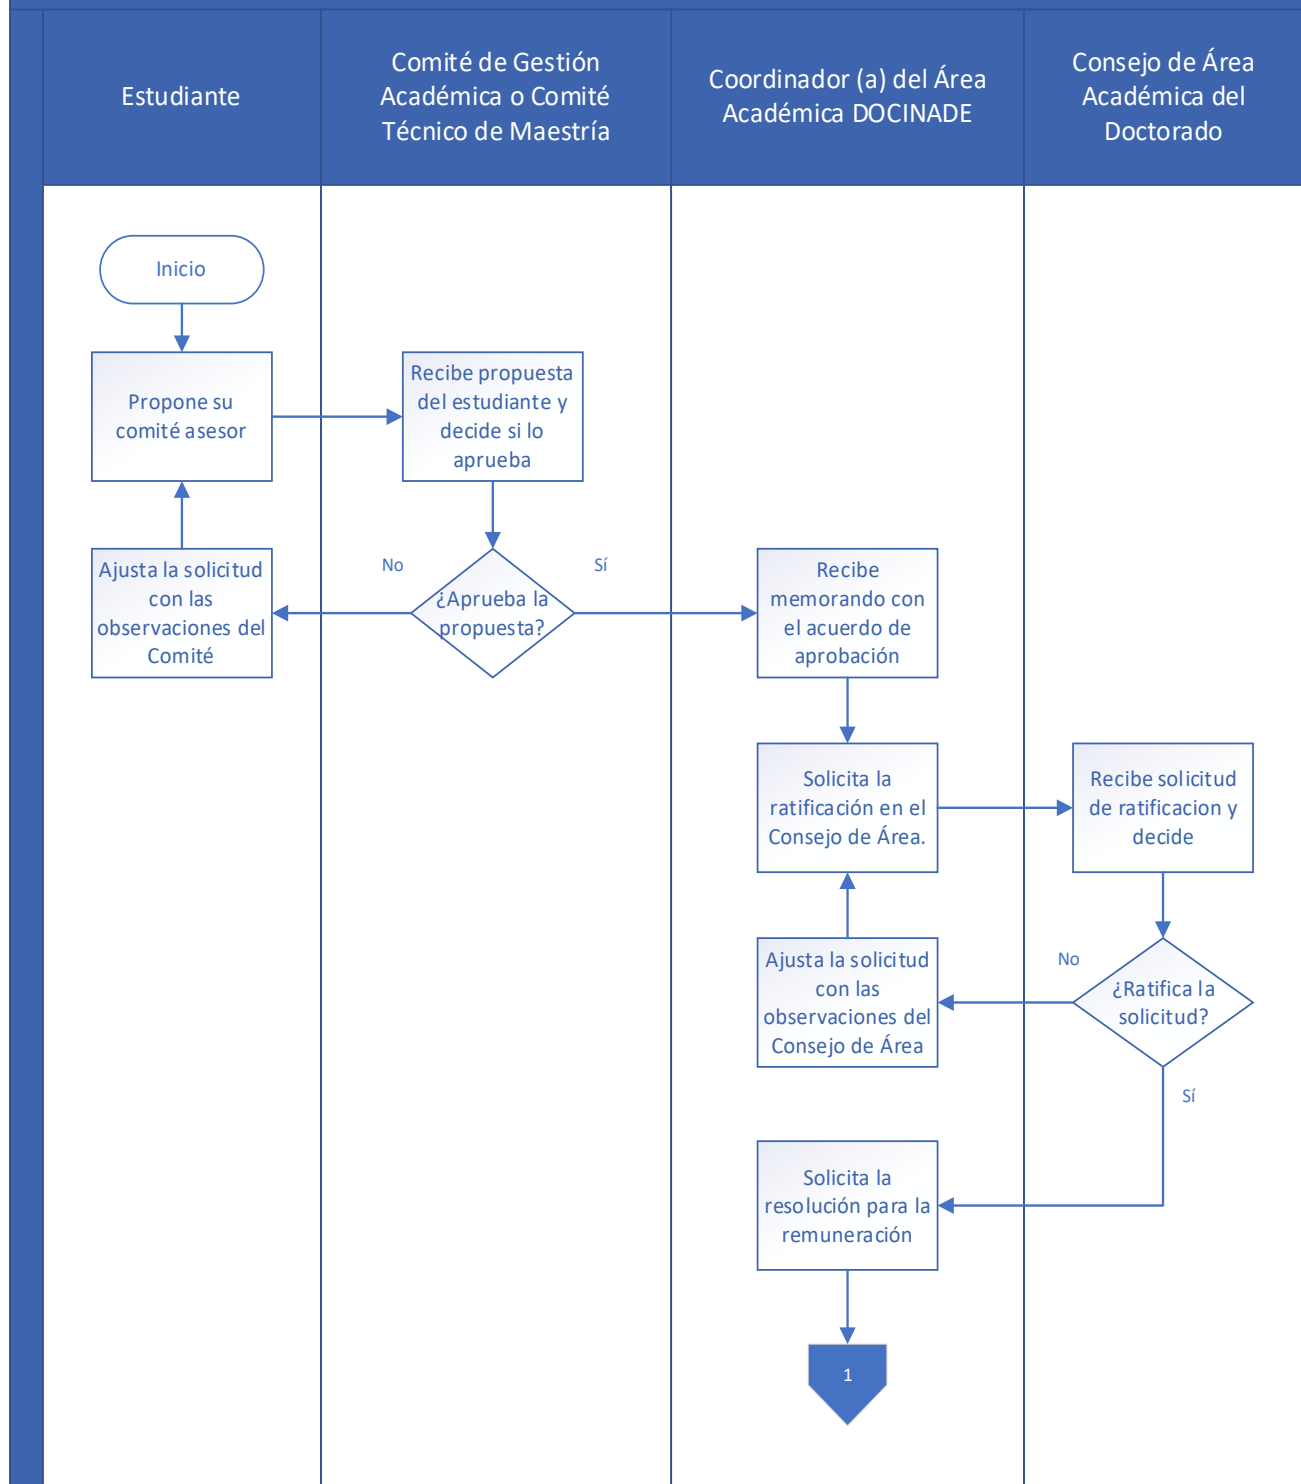 Estudiante
Comité de Gestión
Académica o Comité
Técnico de Maestría
Coordinador (a) del Área
Académica DOCINADE
Consejo de Área
Académica del
Doctorado
Inicio
Propone su
comité asesor
Recibe propuesta
del estudiante y
decide si lo
aprueba
Ajusta la solicitud
con las
observaciones del
Comité
No
¿Aprueba la
propuesta?
Sí
Recibe
memorando con
el acuerdo de
aprobación
Solicita la
ratificación en el
Consejo de Área.
Recibe solicitud
de ratificacion y
decide
Ajusta la solicitud
con las
observaciones del
Consejo de Área
No
¿Ratifica la
solicitud?
Sí
Solicita la
resolución para la
remuneración
1